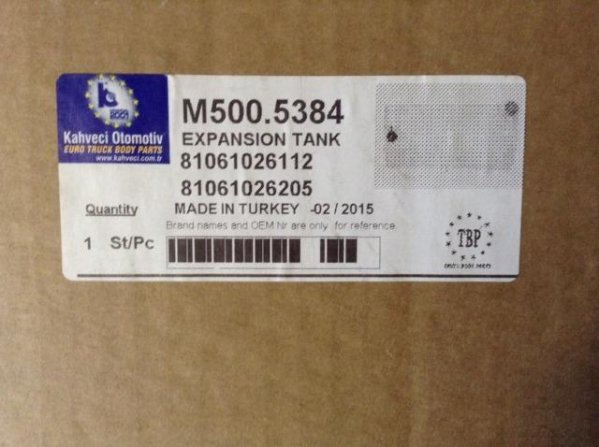 Kahveci Otomotiv
EURO TRUCK BODY PARTS
www.kahveci.com.tr
M500.5384
EXPANSION TANK
81061026112
81061026205
Quantity
MADE IN TURKEY -02 / 2015
Brand names and OEM Nr are only for reference
1 St/Pc
TBP